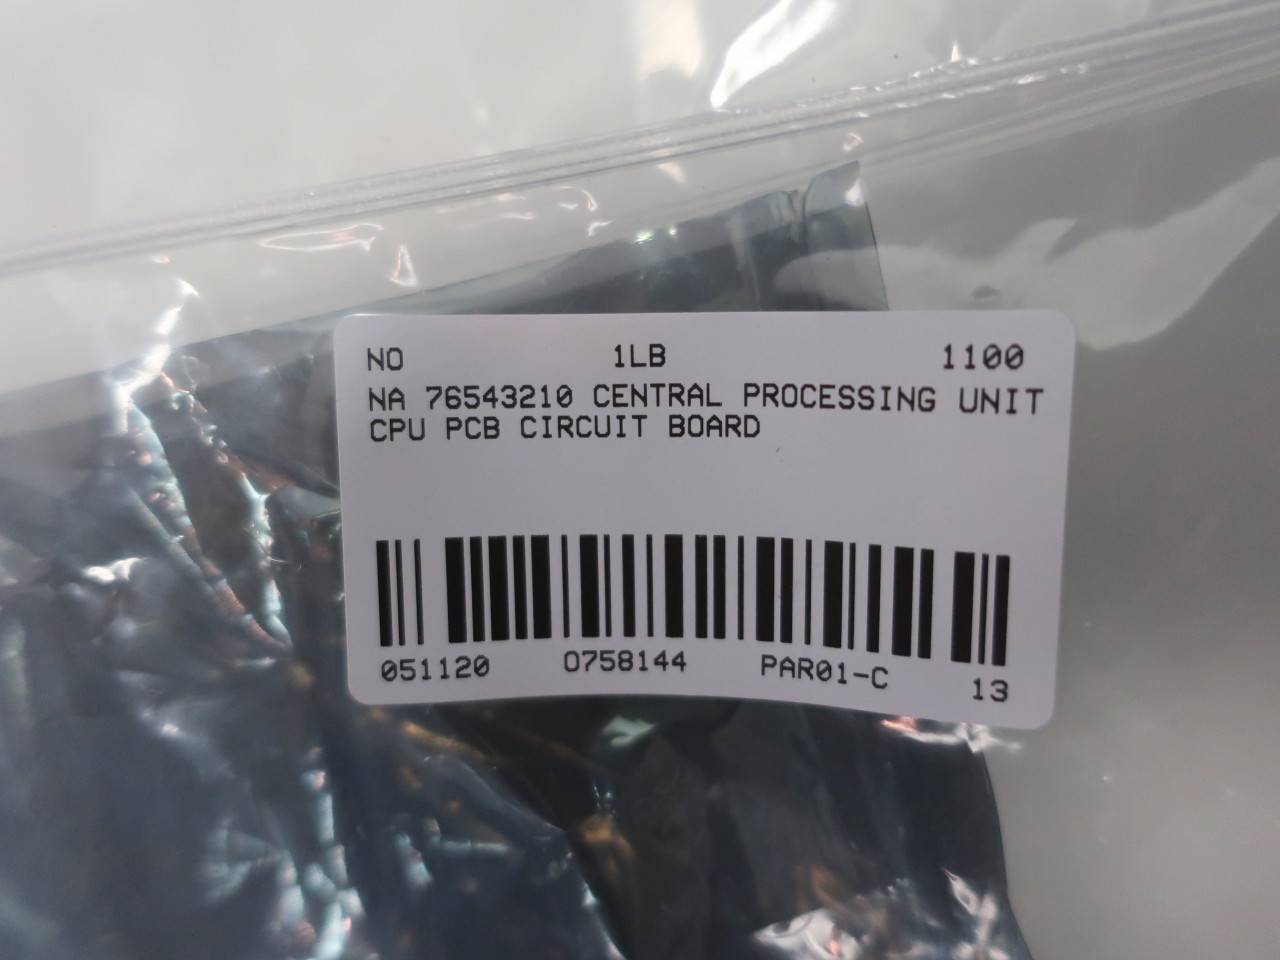 NO 1LB 1100
NA 76543210 CENTRAL PROCESSING UNIT
CPU PCB CIRCUIT BOARD
051120 0758144 PAR01-C 13